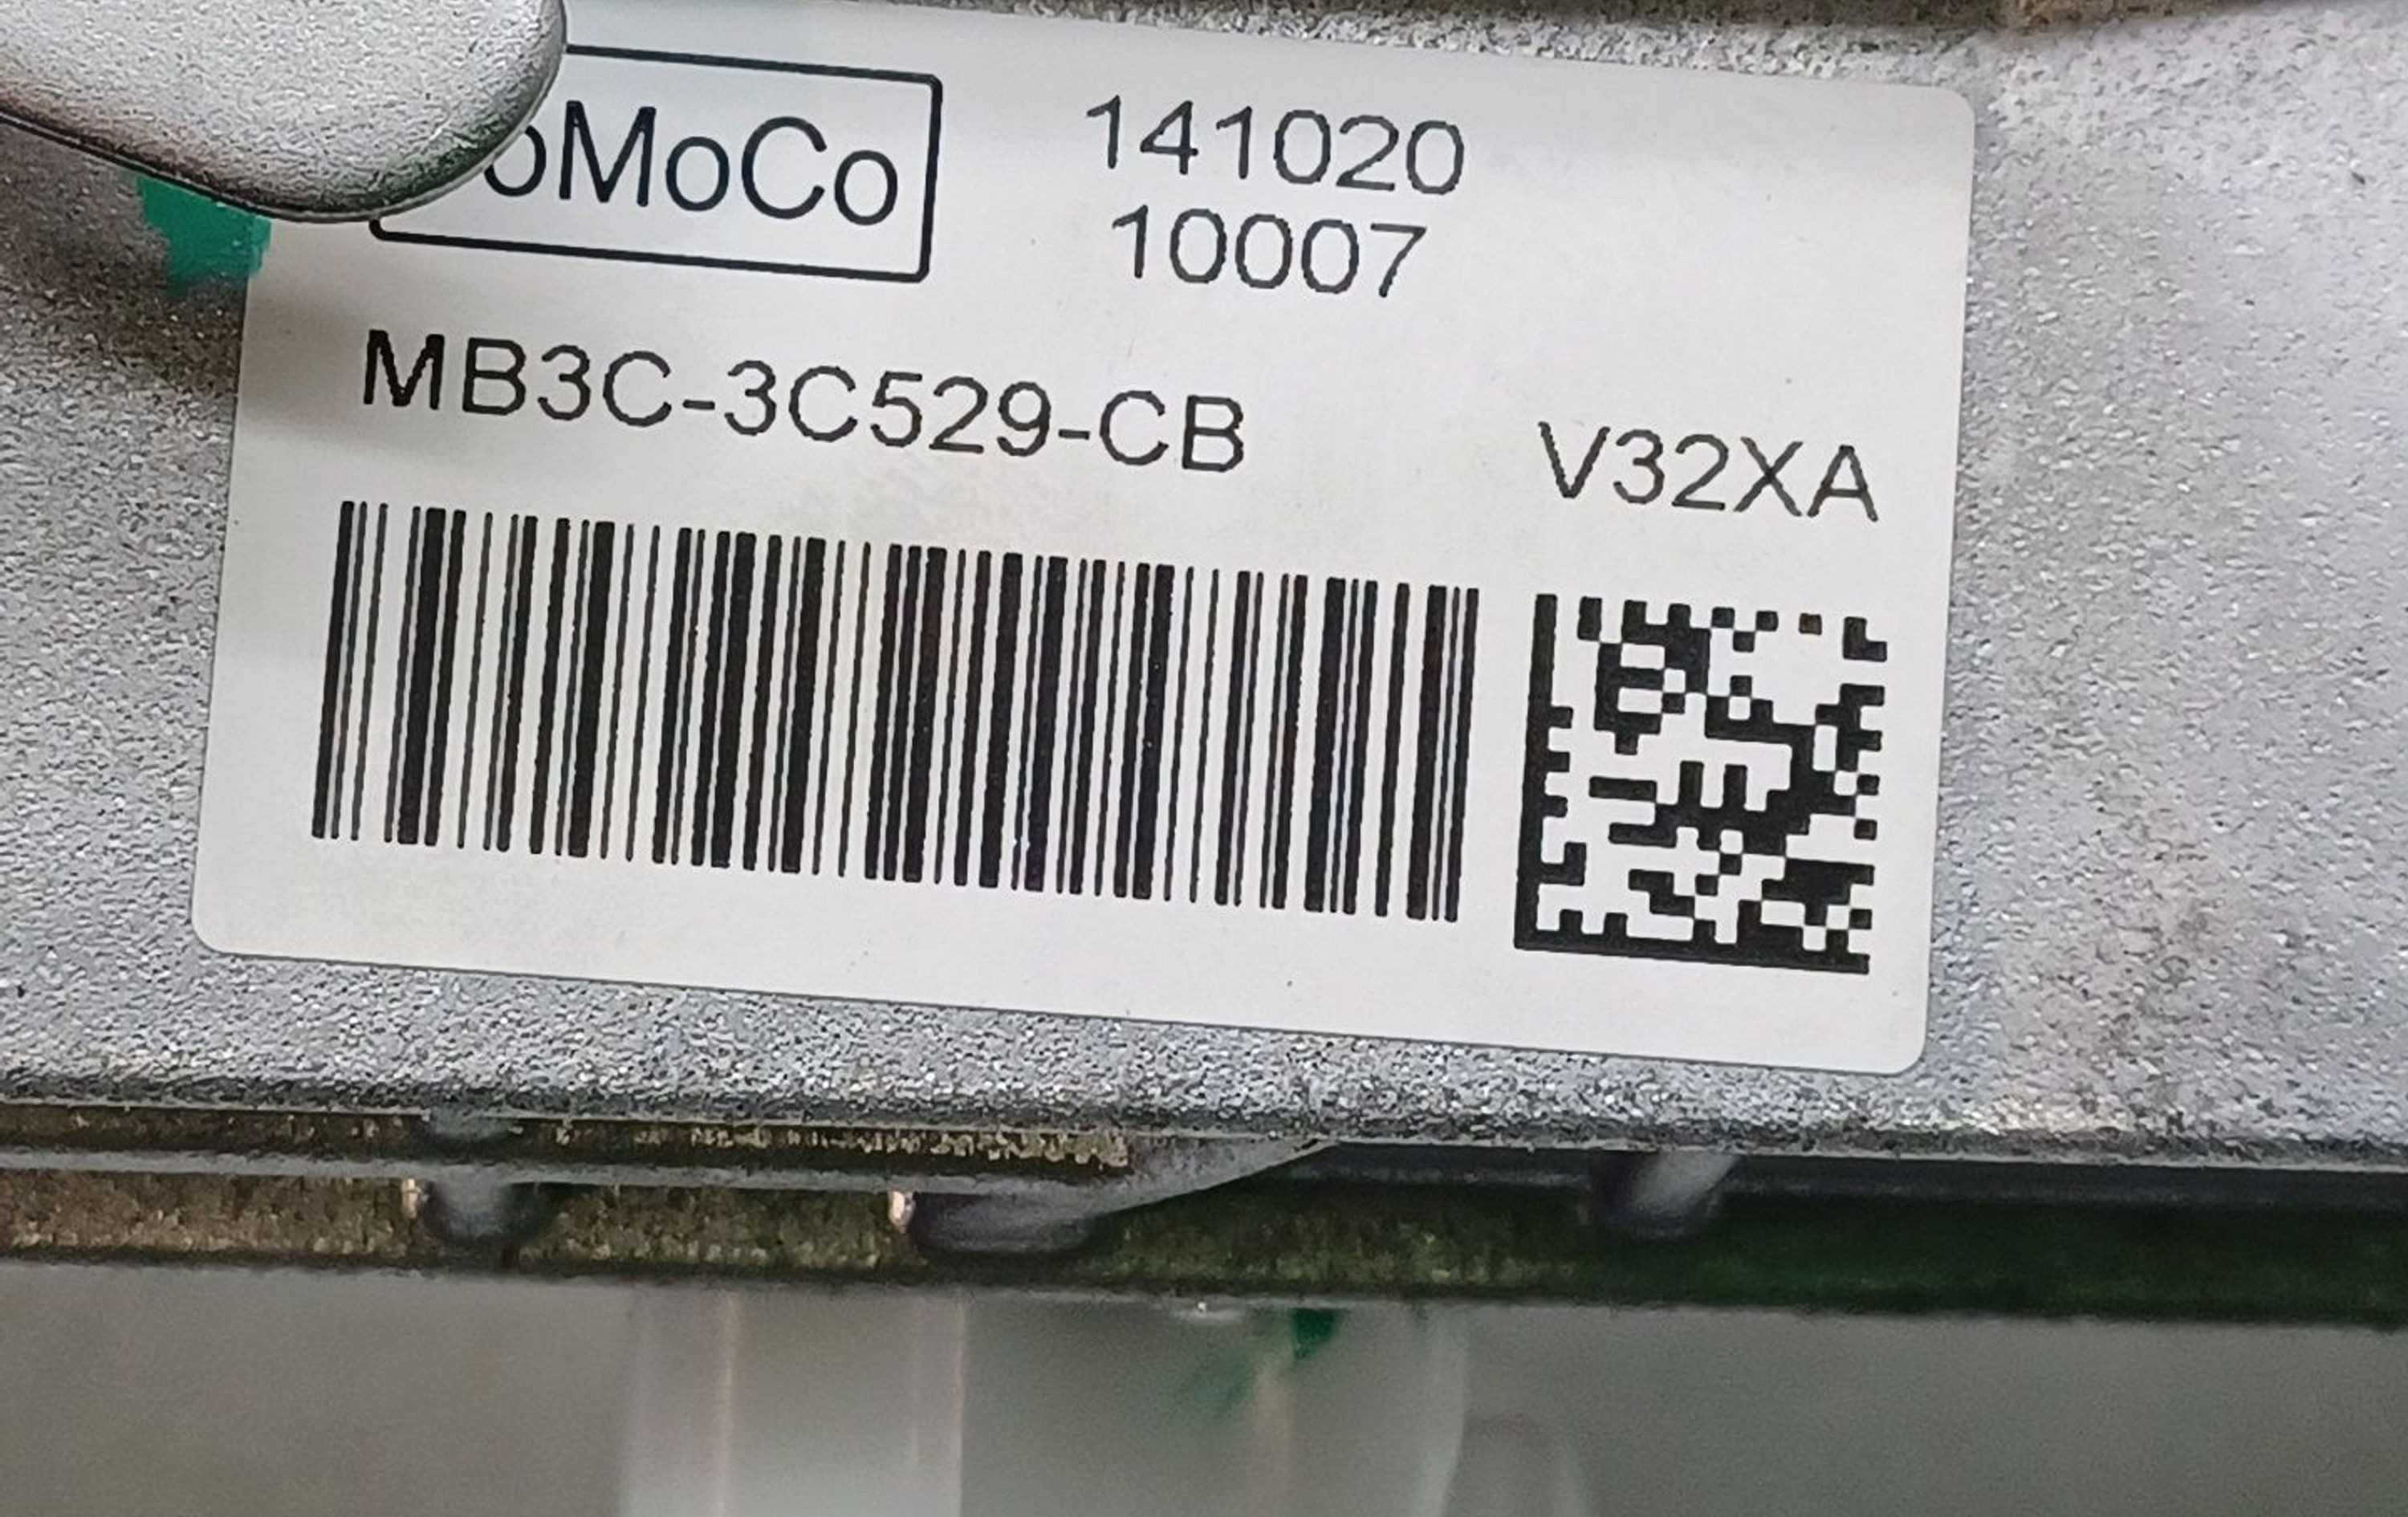 oMoCo
141020
10007
MB3C-3C529-CB
V32XA